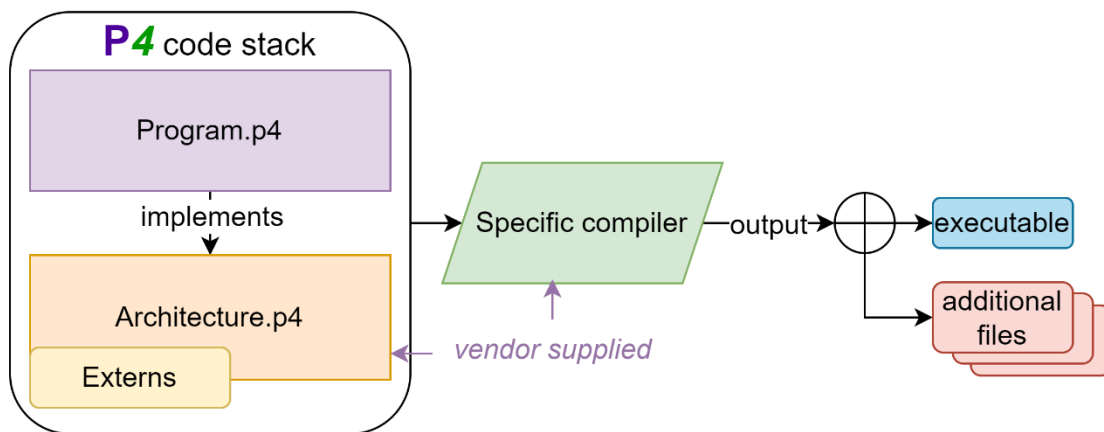 P4 code stack
Program.p4
implements
Architecture.p4
Externs
Specific compiler
vendor supplied
output
executable
additional
files